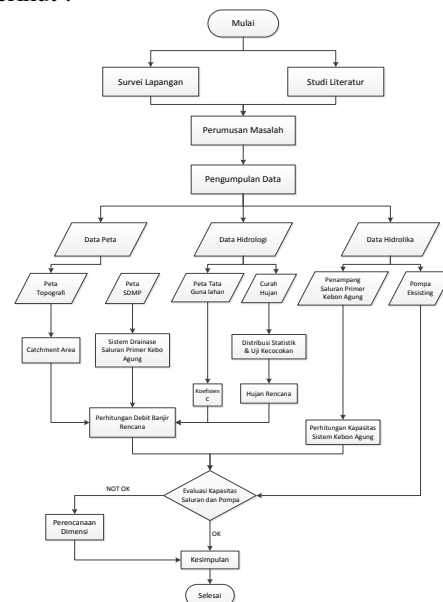 Mulai
Survei Lapangan
Studi Literatur
Perumusan Masalah
Pengumpulan Data
Data Peta
Data Hidrologi
Data Hidrolika
Peta
Topografi
Peta
SDMP
Peta Tata
Guna lahan
Curah
Hujan
Penampang
Saluran Primer
Kebon Agung
Pompa
Eksisting
Catchment Area
Sistem Drainase
Saluran Primer Kebo
Agung
Distribusi Statistik
& Uji Kecocokan
Koefisien
C
Hujan Rencana
Perhitungan Debit Banjir
Rencana
Perhitungan Kapasitas
Sistem Kebon Agung
Evaluasi Kapasitas
Saluran dan Pompa
NOT OK
Perencanaan
Dimensi
OK
Kesimpulan
Selesai